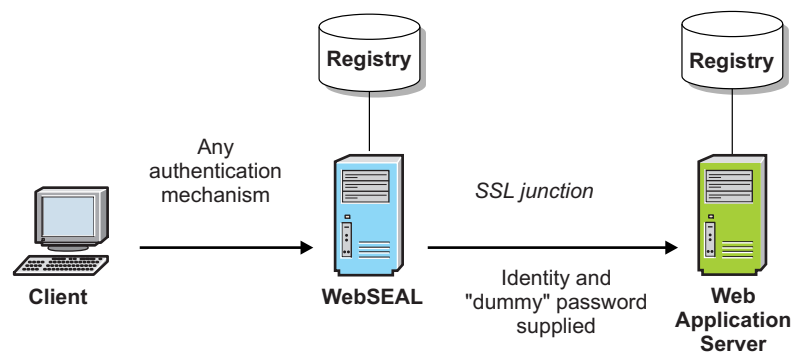 Registry
Registry
Any
authentication
mechanism
SSL junction
Client
WebSEAL
Identity and
"dummy" password
supplied
Web
Application
Server